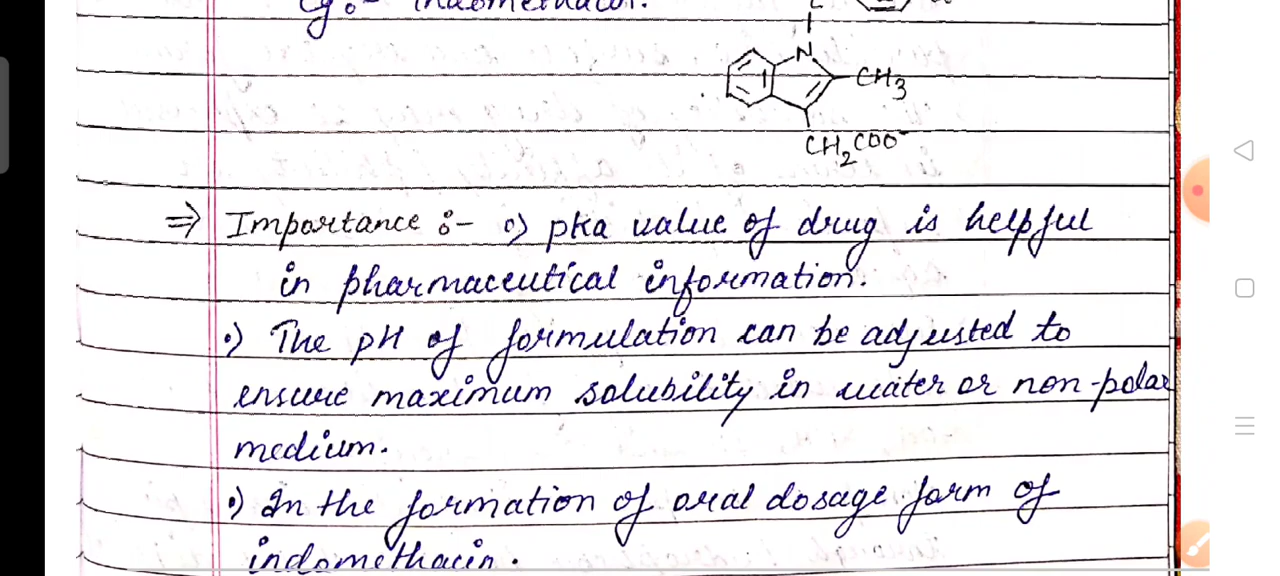 Eg :- Indomethacin.
N
CH3
CH2COO-
⇒ Importance :- •) pka value of drug is helpful
in pharmaceutical information.
•) The pH of formulation can be adjusted to
ensure maximum solubility in water or non-polar
medium.
•) In the formation of oral dosage form of
indomethacin.